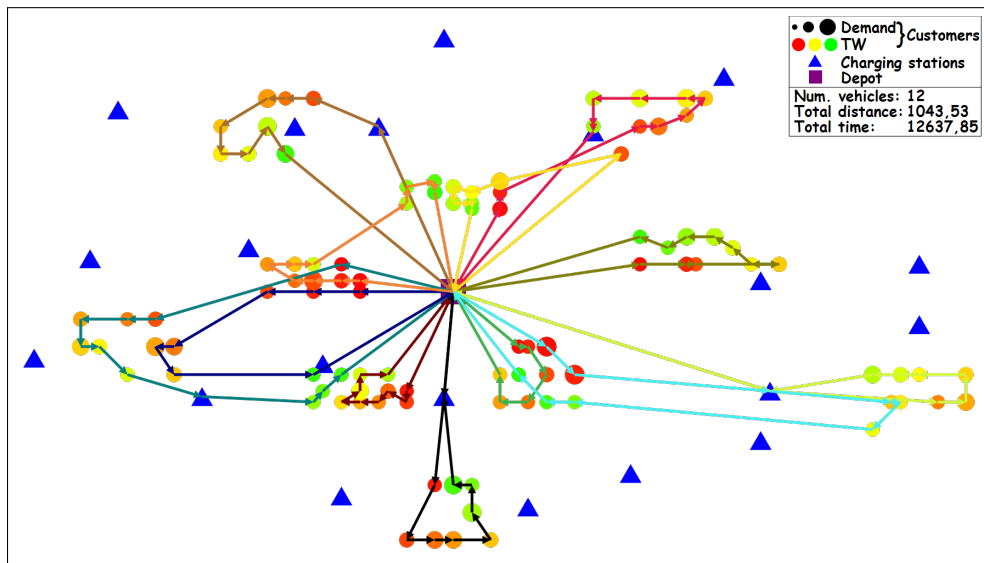 Demand
TW
Customers
Charging stations
Depot
Num. vehicles: 12
Total distance: 1043,53
Total time: 12637,85